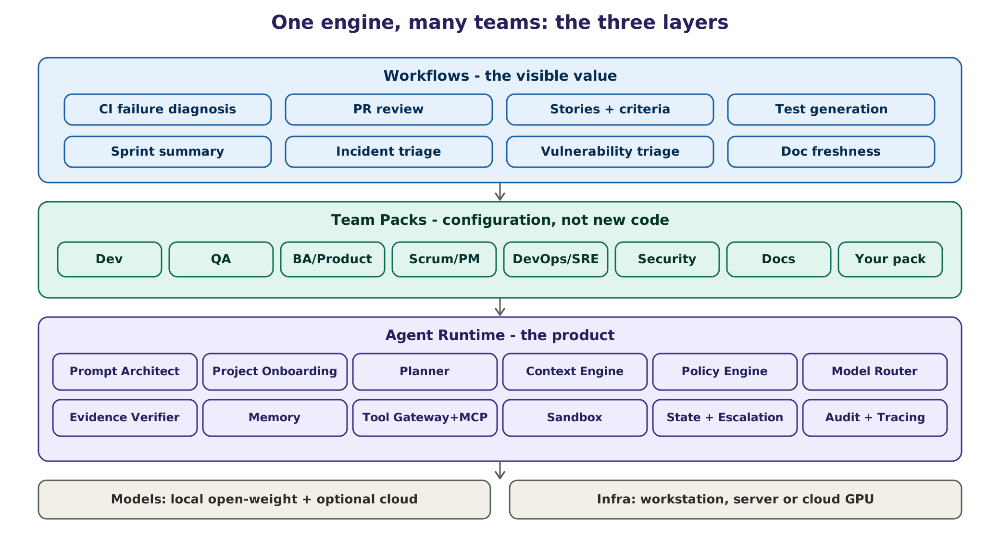 One engine, many teams: the three layers
Workflows - the visible value
CI failure diagnosis
PR review
Stories + criteria
Test generation
Sprint summary
Incident triage
Vulnerability triage
Doc freshness
Team Packs - configuration, not new code
Dev
QA
BA/Product
Scrum/PM
DevOps/SRE
Security
Docs
Your pack
Agent Runtime - the product
Prompt Architect
Project Onboarding
Planner
Context Engine
Policy Engine
Model Router
Evidence Verifier
Memory
Tool Gateway+MCP
Sandbox
State + Escalation
Audit + Tracing
Models: local open-weight + optional cloud
Infra: workstation, server or cloud GPU